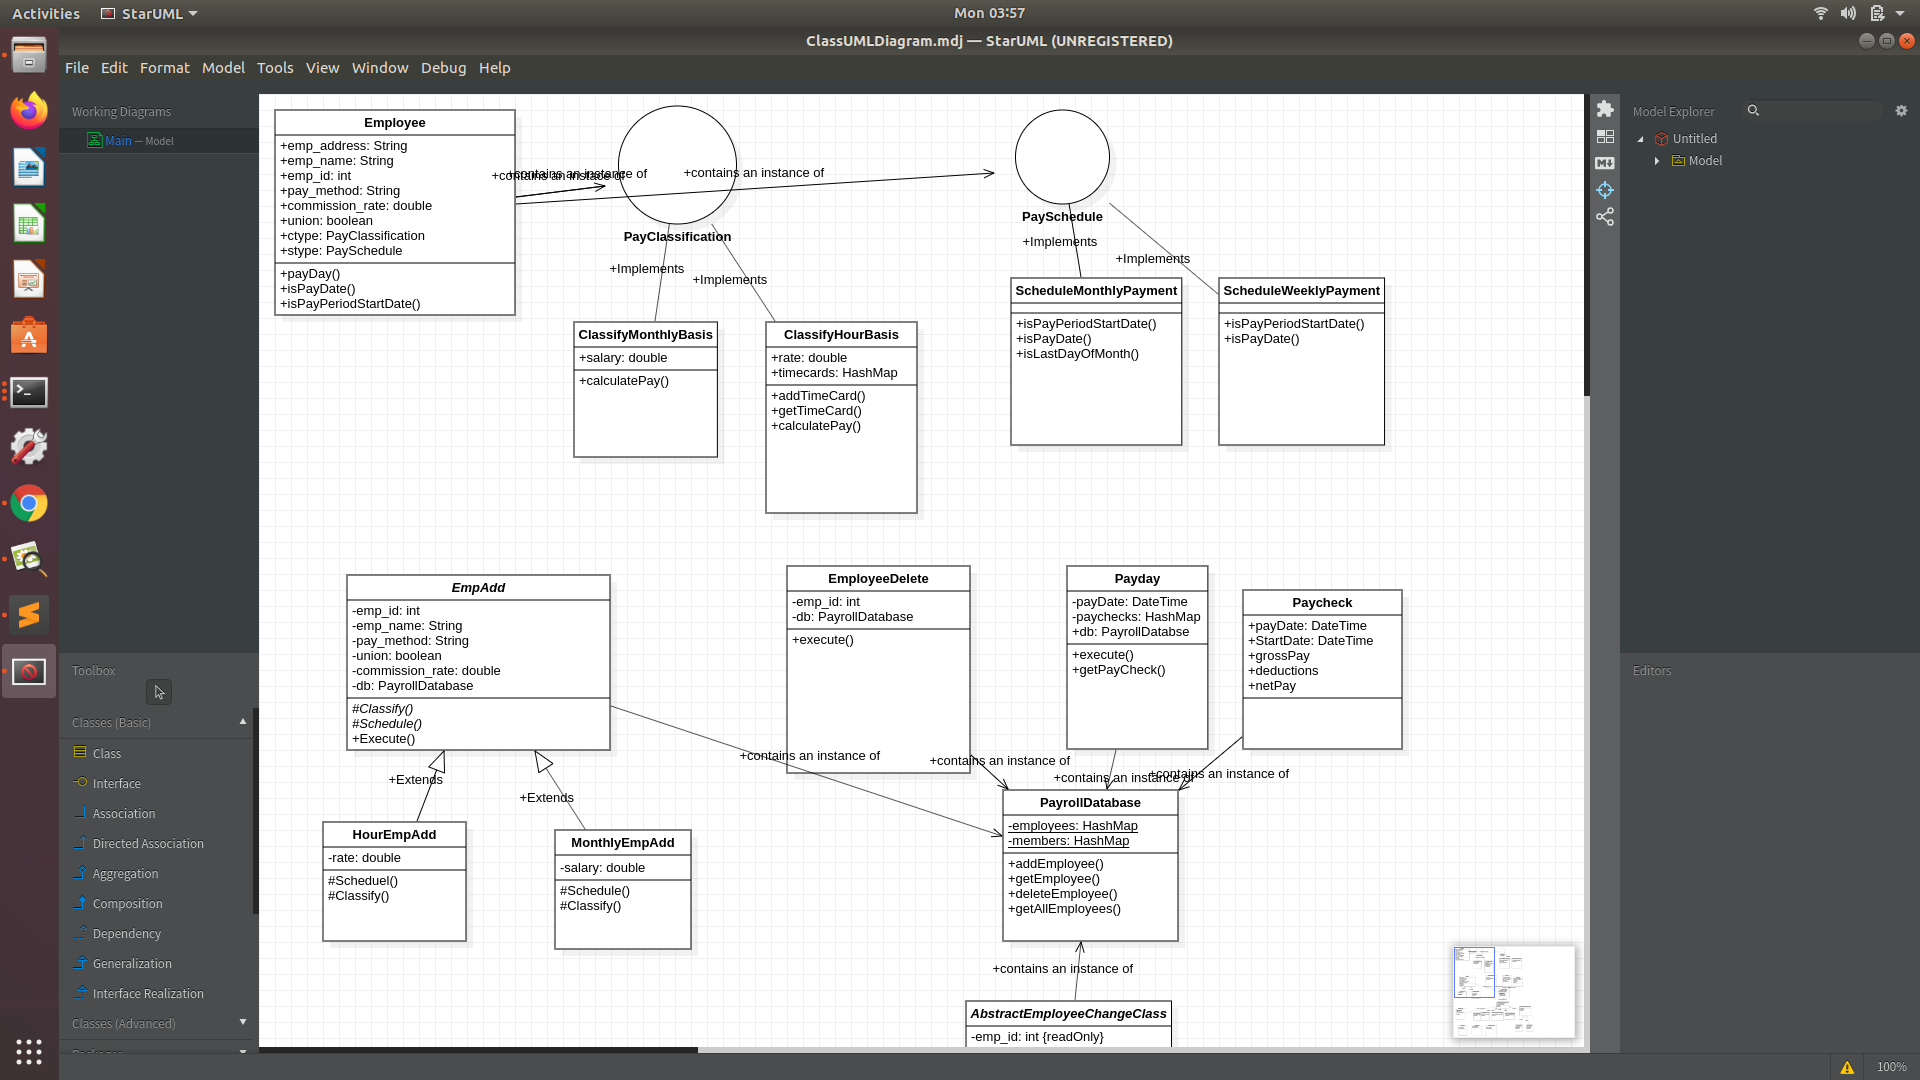 Activities
StarUML
Mon 03:57
ClassUMLDiagram.mdj — StarUML (UNREGISTERED)
File Edit Format Model Tools View Window Debug Help
Working Diagrams
Main — Model
Toolbox
Classes (Basic)
Class
Interface
Association
Directed Association
Aggregation
Composition
Dependency
Generalization
Interface Realization
Classes (Advanced)
Employee
+emp_address: String
+emp_name: String
+emp_id: int
+pay_method: String
+commission_rate: double
+union: boolean
+ctype: PayClassification
+stype: PaySchedule
+payDay()
+isPayDate()
+isPayPeriodStartDate()
+contains an instance of
+contains an instance of
PayClassification
PaySchedule
+Implements
+Implements
+Implements
+Implements
ClassifyMonthlyBasis
+salary: double
+calculatePay()
ClassifyHourBasis
+rate: double
+timecards: HashMap
+addTimeCard()
+getTimeCard()
+calculatePay()
ScheduleMonthlyPayment
+isPayPeriodStartDate()
+isPayDate()
+isLastDayOfMonth()
ScheduleWeeklyPayment
+isPayPeriodStartDate()
+isPayDate()
EmpAdd
-emp_id: int
-emp_name: String
-pay_method: String
-union: boolean
-commission_rate: double
-db: PayrollDatabase
#Classify()
#Schedule()
+Execute()
+Extends
+Extends
HourEmpAdd
-rate: double
#Scheduel()
#Classify()
MonthlyEmpAdd
-salary: double
#Schedule()
#Classify()
EmployeeDelete
-emp_id: int
-db: PayrollDatabase
+execute()
Payday
-payDate: DateTime
-paychecks: HashMap
+db: PayrollDatabse
+execute()
+getPayCheck()
Paycheck
+payDate: DateTime
+StartDate: DateTime
+grossPay
+deductions
+netPay
+contains an instance of
+contains an instance of
+contains an instance of
+contains an instance of
PayrollDatabase
-employees: HashMap
-members: HashMap
+addEmployee()
+getEmployee()
+deleteEmployee()
+getAllEmployees()
+contains an instance of
AbstractEmployeeChangeClass
-emp_id: int {readOnly}
Model Explorer
Untitled
Model
Editors
100%